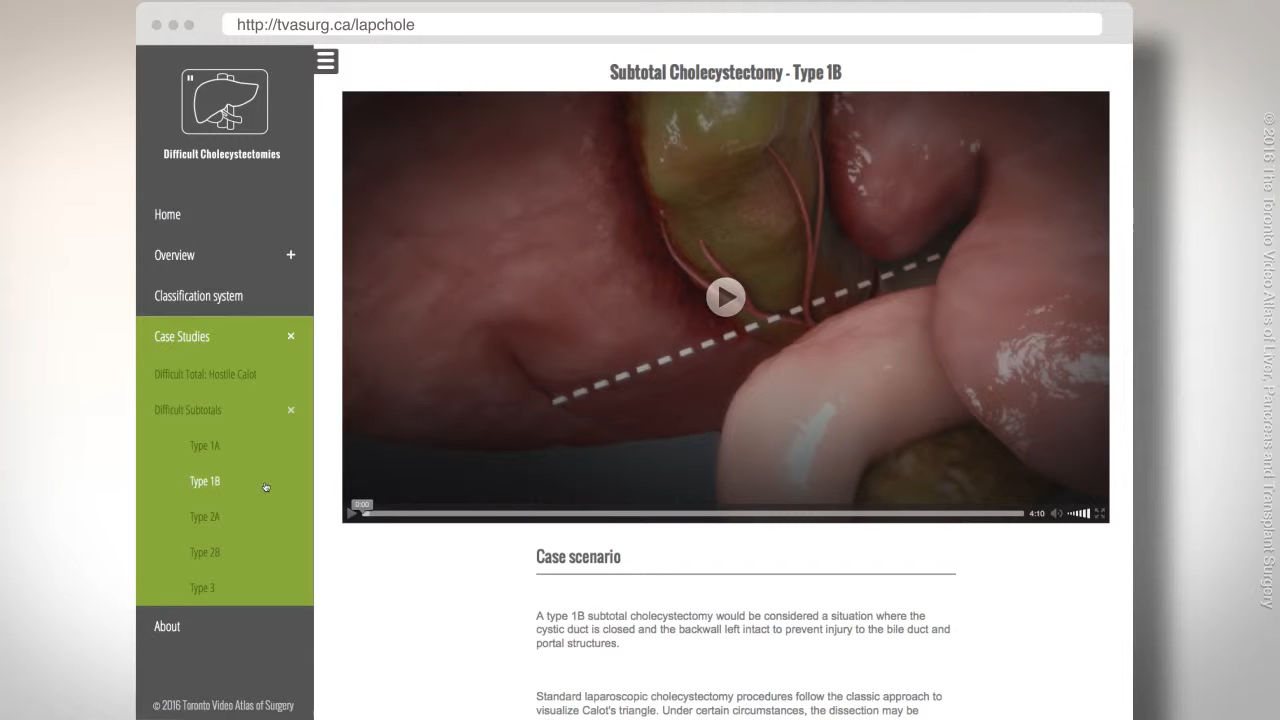 http://tvasurg.ca/lapchole
Difficult Cholecystectomies
Home
Overview +
Classification system
Case Studies ×
Difficult Total: Hostile Calot
Difficult Subtotals ×
Type 1A
Type 1B
Type 2A
Type 2B
Type 3
About
© 2016 Toronto Video Atlas of Surgery
Subtotal Cholecystectomy - Type 1B
0:00
4:10
Case scenario
A type 1B subtotal cholecystectomy would be considered a situation where the
cystic duct is closed and the backwall left intact to prevent injury to the bile duct and
portal structures.
Standard laparoscopic cholecystectomy procedures follow the classic approach to
visualize Calot's triangle. Under certain circumstances, the dissection may be
© 2016 The Toronto Video Atlas of Liver, Pancreas and Transplant Surgery